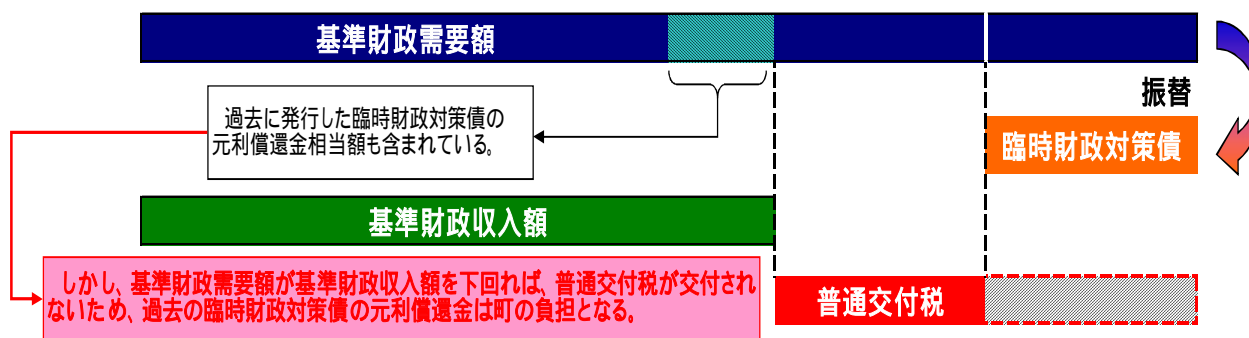 基準財政需要額
振替
過去に発行した臨時財政対策債の
元利償還金相当額も含まれている。
臨時財政対策債
基準財政収入額
しかし、基準財政需要額が基準財政収入額を下回れば、普通交付税が交付され
ないため、過去の臨時財政対策債の元利償還金は町の負担となる。
普通交付税